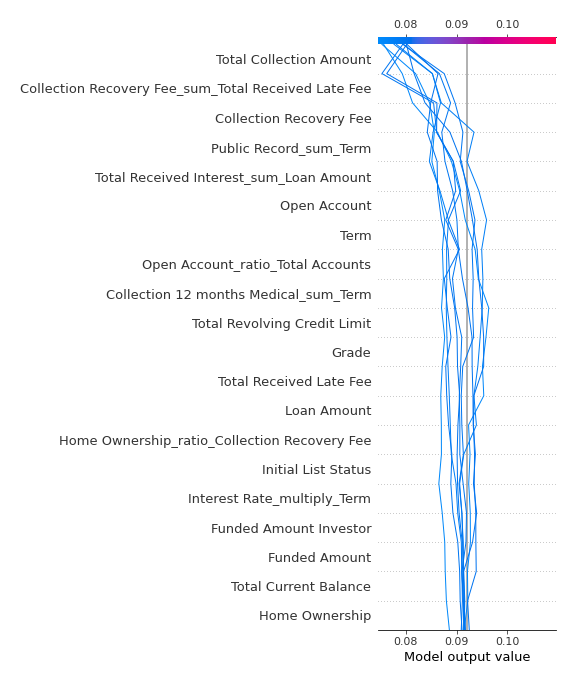 0.08 0.09 0.10
Total Collection Amount
Collection Recovery Fee_sum_Total Received Late Fee
Collection Recovery Fee
Public Record_sum_Term
Total Received Interest_sum_Loan Amount
Open Account
Term
Open Account_ratio_Total Accounts
Collection 12 months Medical_sum_Term
Total Revolving Credit Limit
Grade
Total Received Late Fee
Loan Amount
Home Ownership_ratio_Collection Recovery Fee
Initial List Status
Interest Rate_multiply_Term
Funded Amount Investor
Funded Amount
Total Current Balance
Home Ownership
0.08 0.09 0.10
Model output value